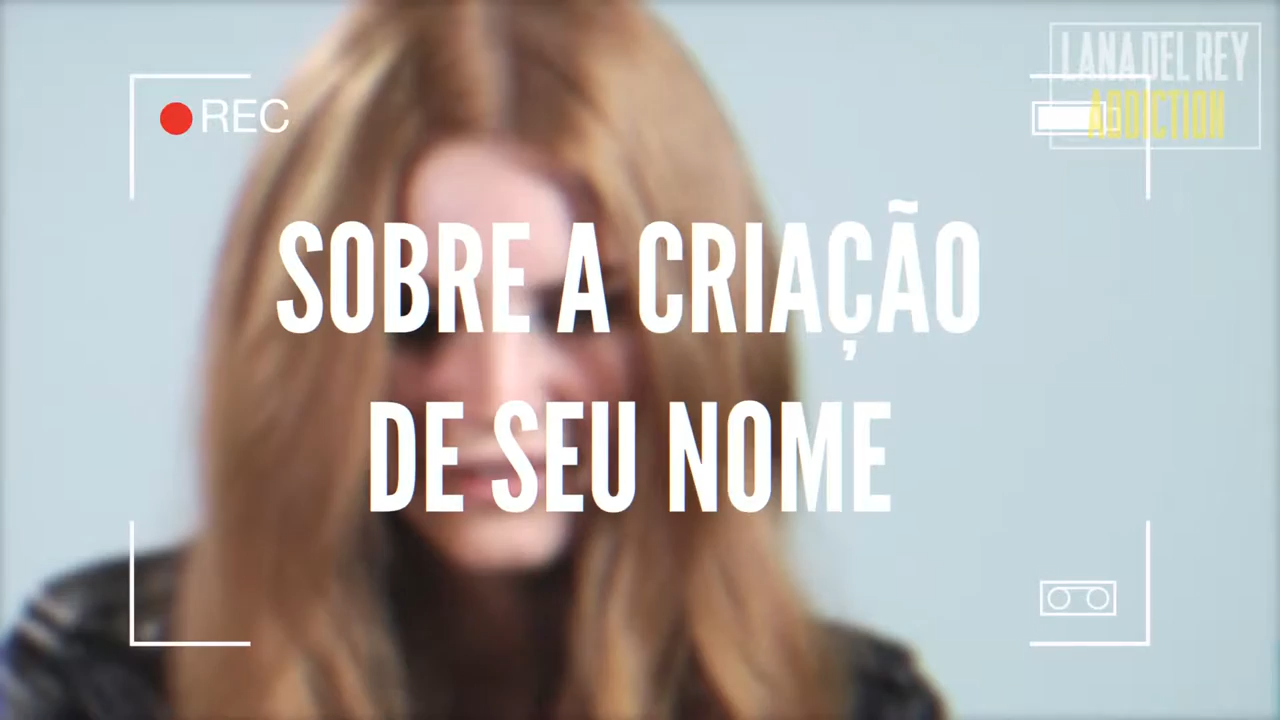 LANA DEL REY
REC
ADDICTION
SOBRE A CRIAÇÃO
DE SEU NOME